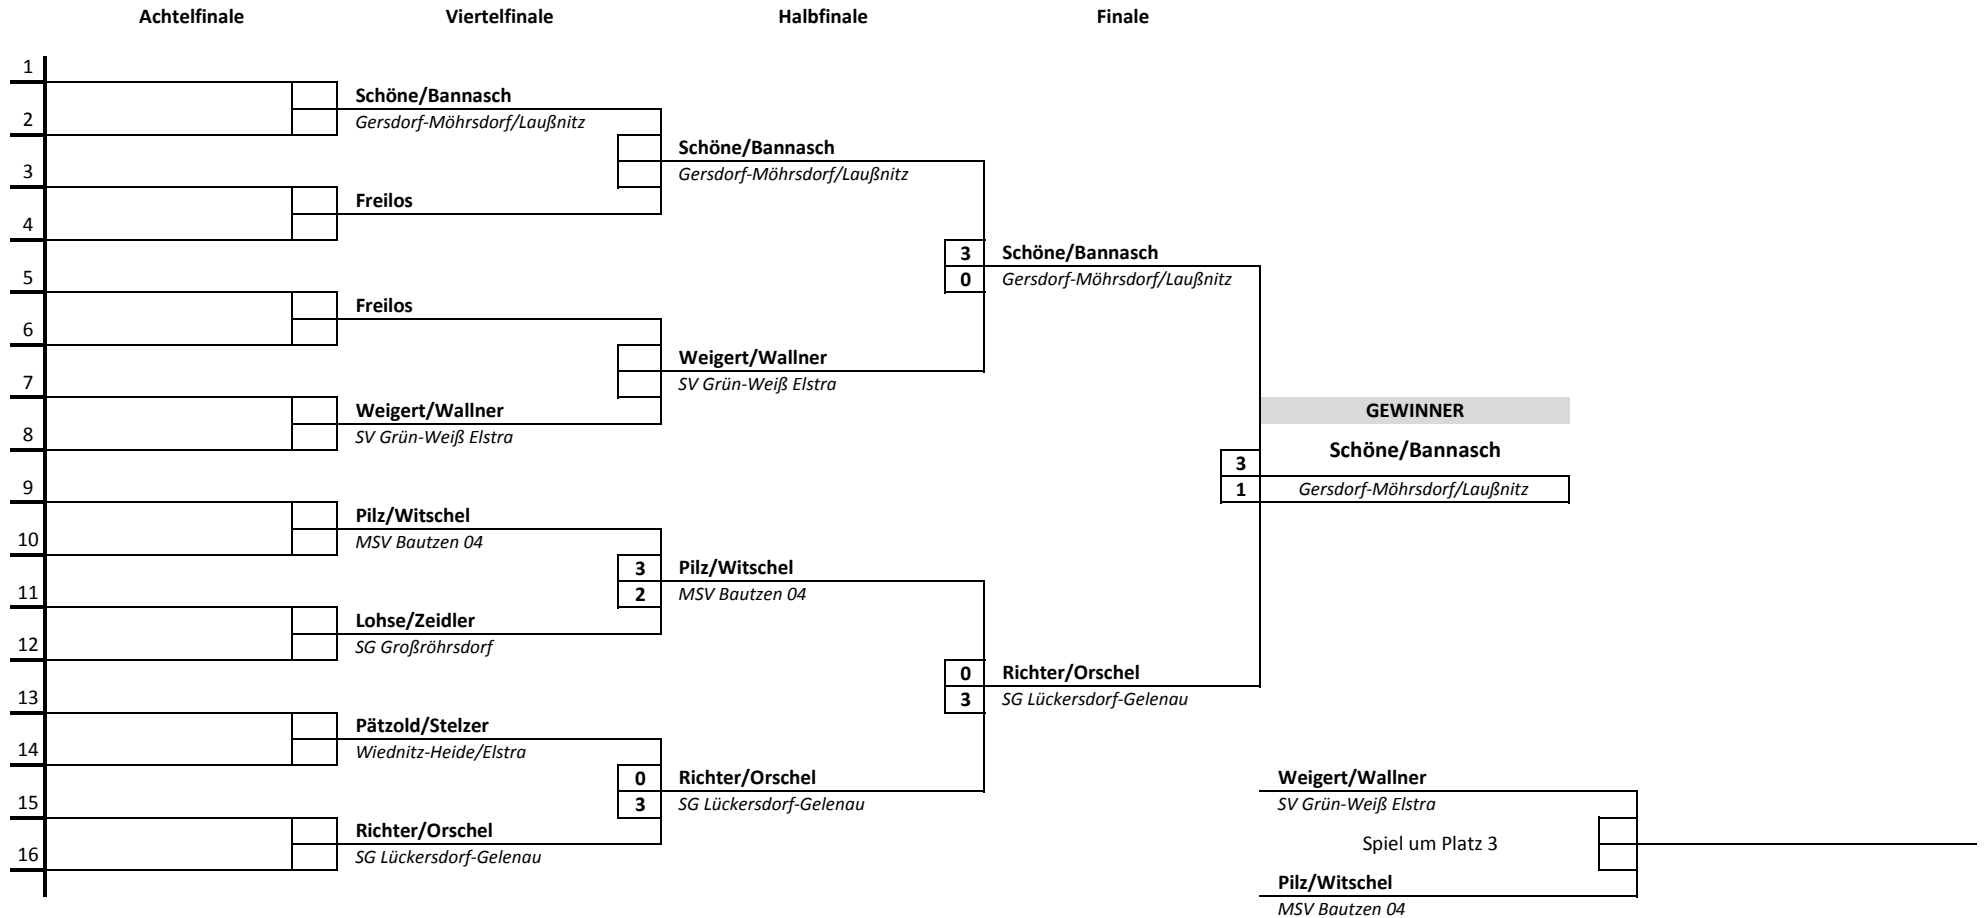 Achtelfinale Viertelfinale Halbfinale Finale
1
Schöne/Bannasch
2 Gersdorf-Möhrsdorf/Laußnitz
Schöne/Bannasch
3 Gersdorf-Möhrsdorf/Laußnitz
Freilos
4
3 Schöne/Bannasch
5 0 Gersdorf-Möhrsdorf/Laußnitz
Freilos
6
Weigert/Wallner
7 SV Grün-Weiß Elstra
Weigert/Wallner GEWINNER
8 SV Grün-Weiß Elstra
Schöne/Bannasch
3
9 1 Gersdorf-Möhrsdorf/Laußnitz
Pilz/Witschel
10 MSV Bautzen 04
3 Pilz/Witschel
11 2 MSV Bautzen 04
Lohse/Zeidler
12 SG Großröhrsdorf
0 Richter/Orschel
13 3 SG Lückersdorf-Gelenau
Pätzold/Stelzer
14 Wiednitz-Heide/Elstra
0 Richter/Orschel Weigert/Wallner
15 3 SG Lückersdorf-Gelenau SV Grün-Weiß Elstra
Richter/Orschel Spiel um Platz 3
16 SG Lückersdorf-Gelenau
Pilz/Witschel
MSV Bautzen 04